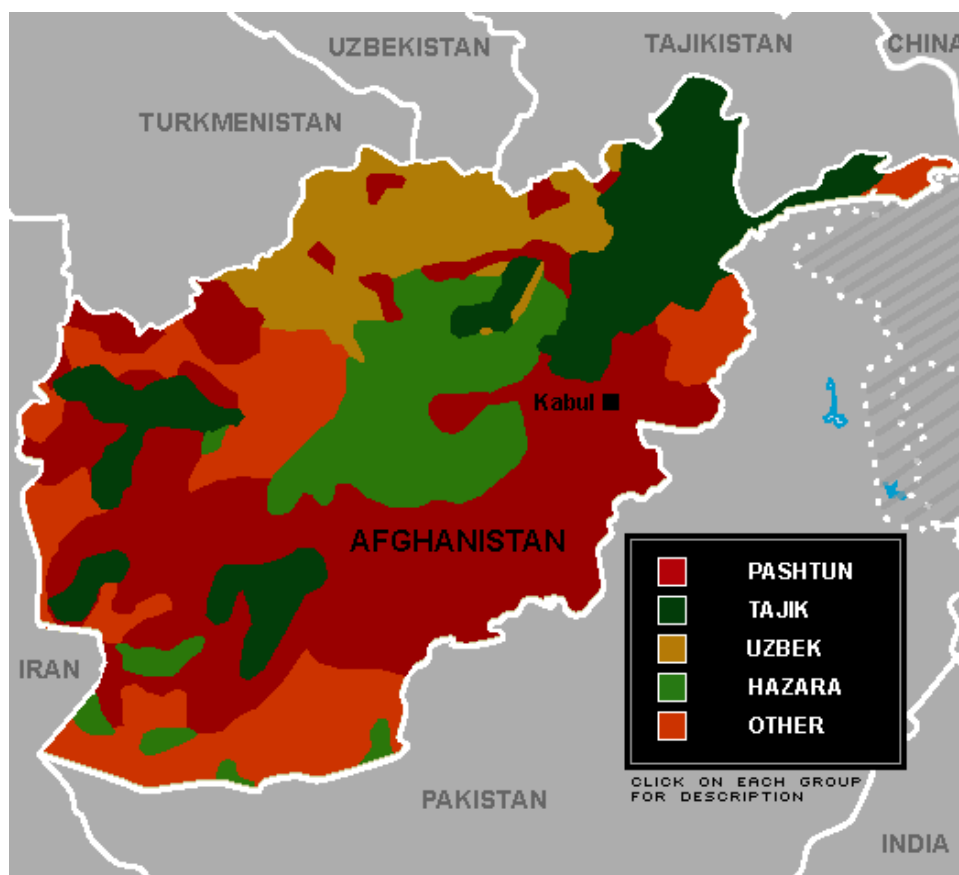 UZBEKISTAN
TAJIKISTAN
CHINA
TURKMENISTAN
Kabul
AFGHANISTAN
PASHTUN
TAJIK
UZBEK
HAZARA
OTHER
IRAN
CLICK ON EACH GROUP
FOR DESCRIPTION
PAKISTAN
INDIA